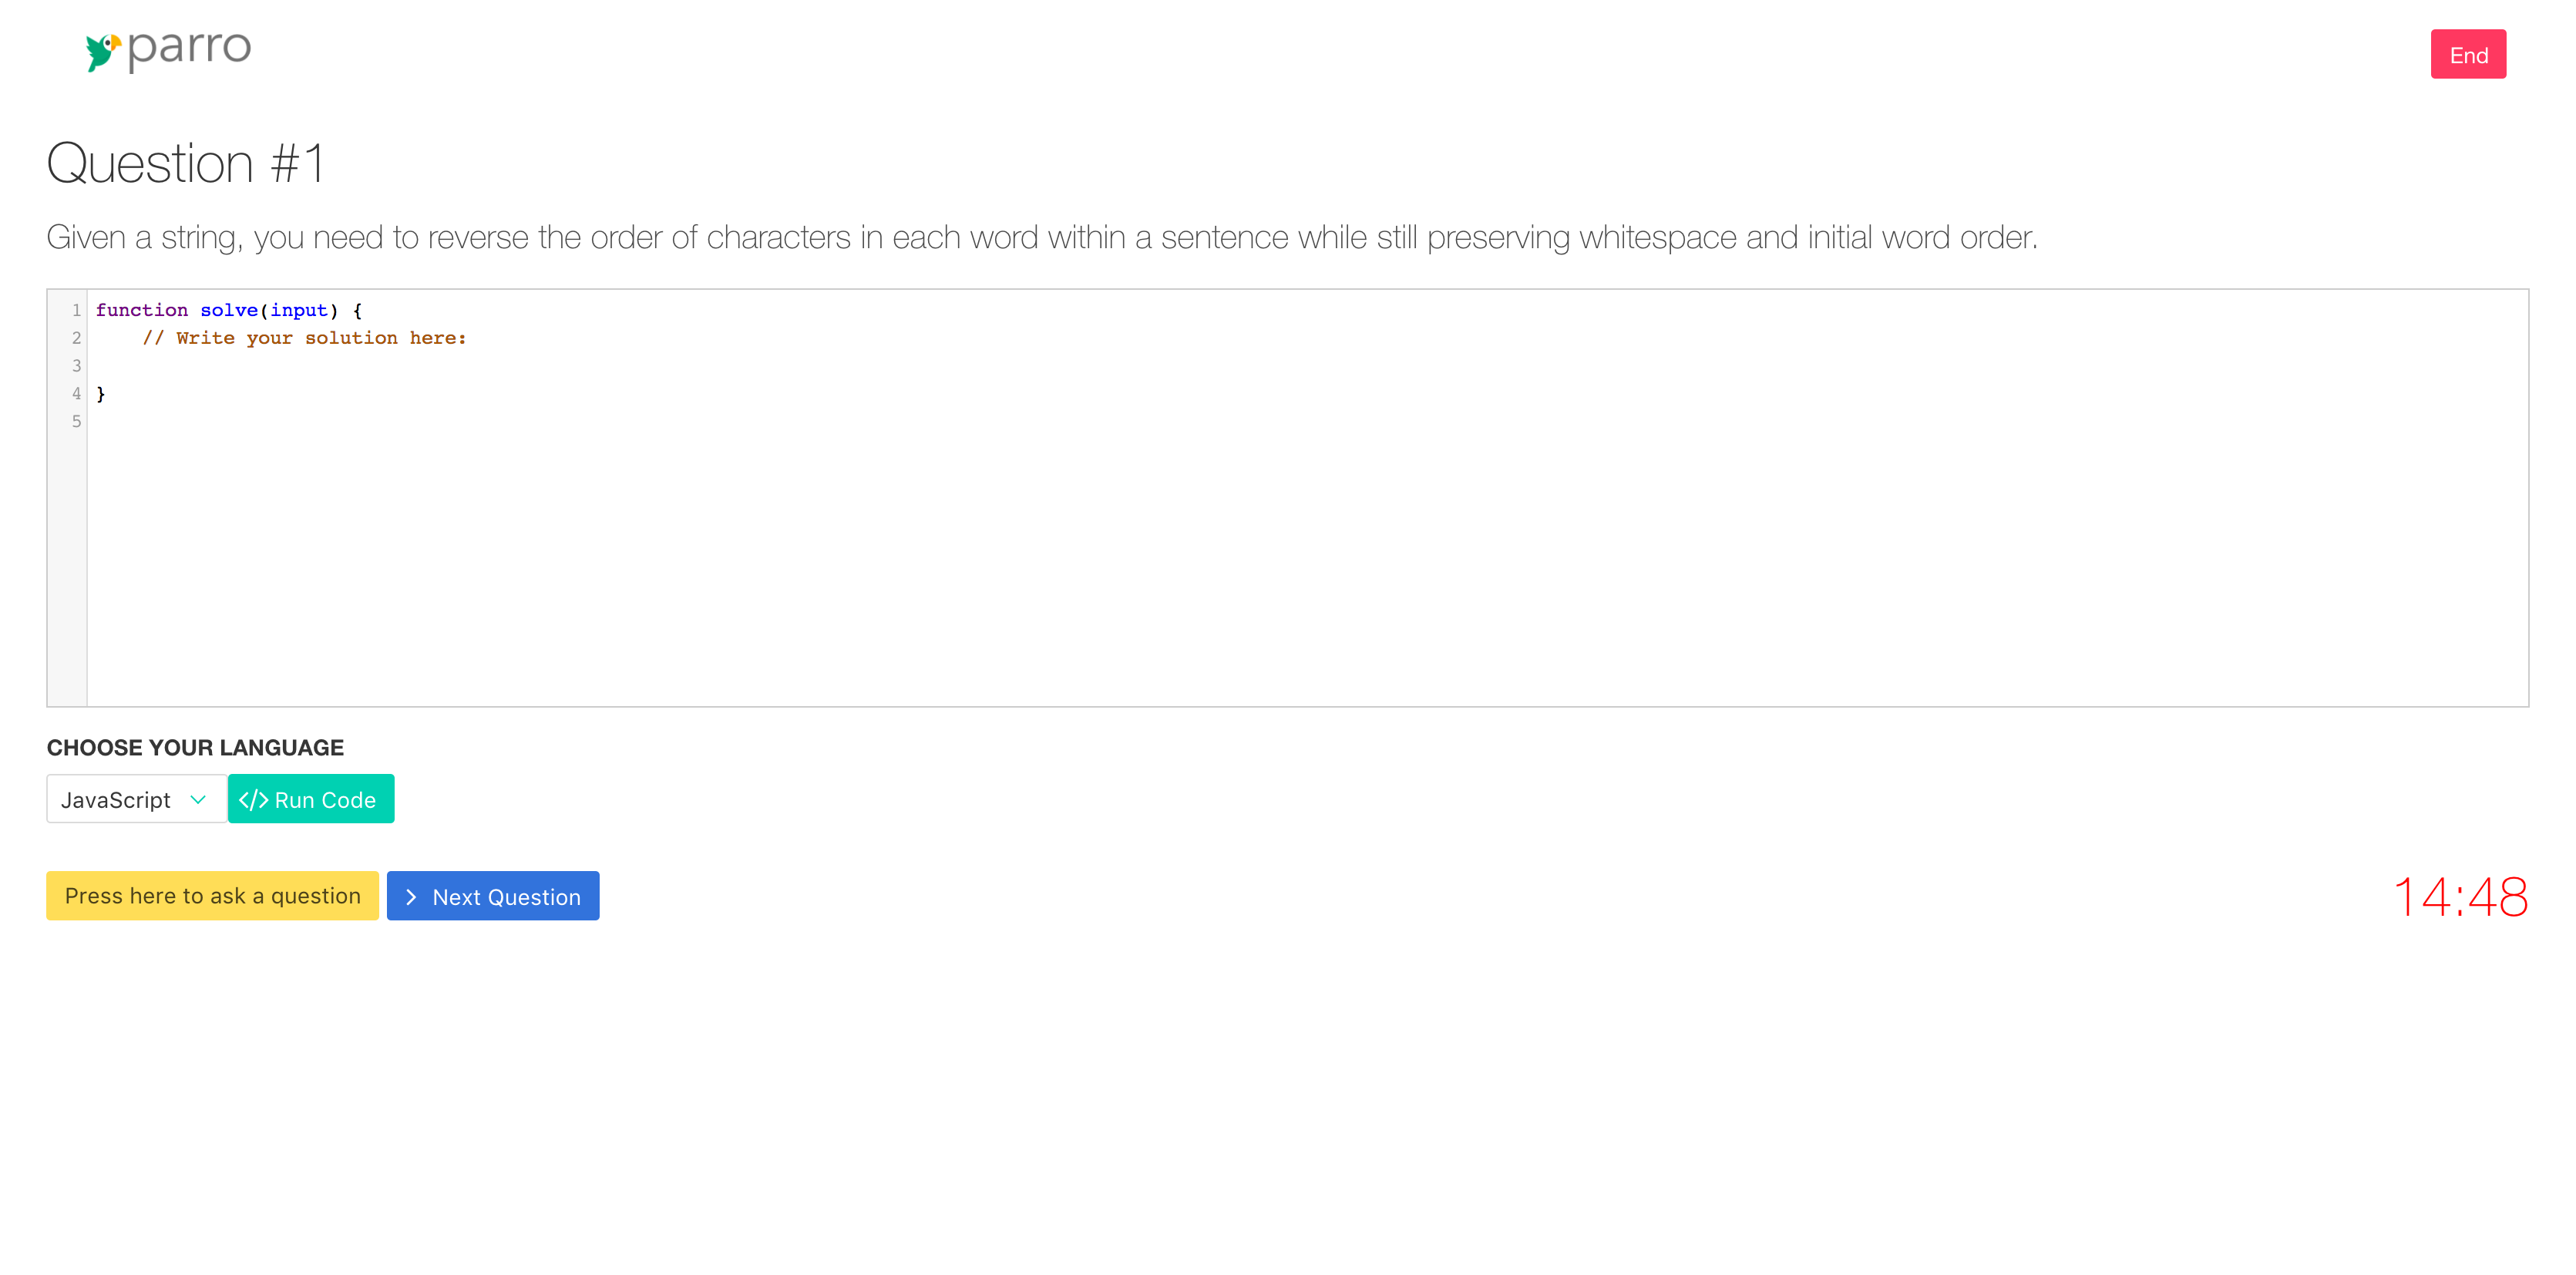 parro
End
Question #1
Given a string, you need to reverse the order of characters in each word within a sentence while still preserving whitespace and initial word order.
1 function solve(input) {
2     // Write your solution here:
3
4 }
5
CHOOSE YOUR LANGUAGE
JavaScript </> Run Code
Press here to ask a question > Next Question 14:48